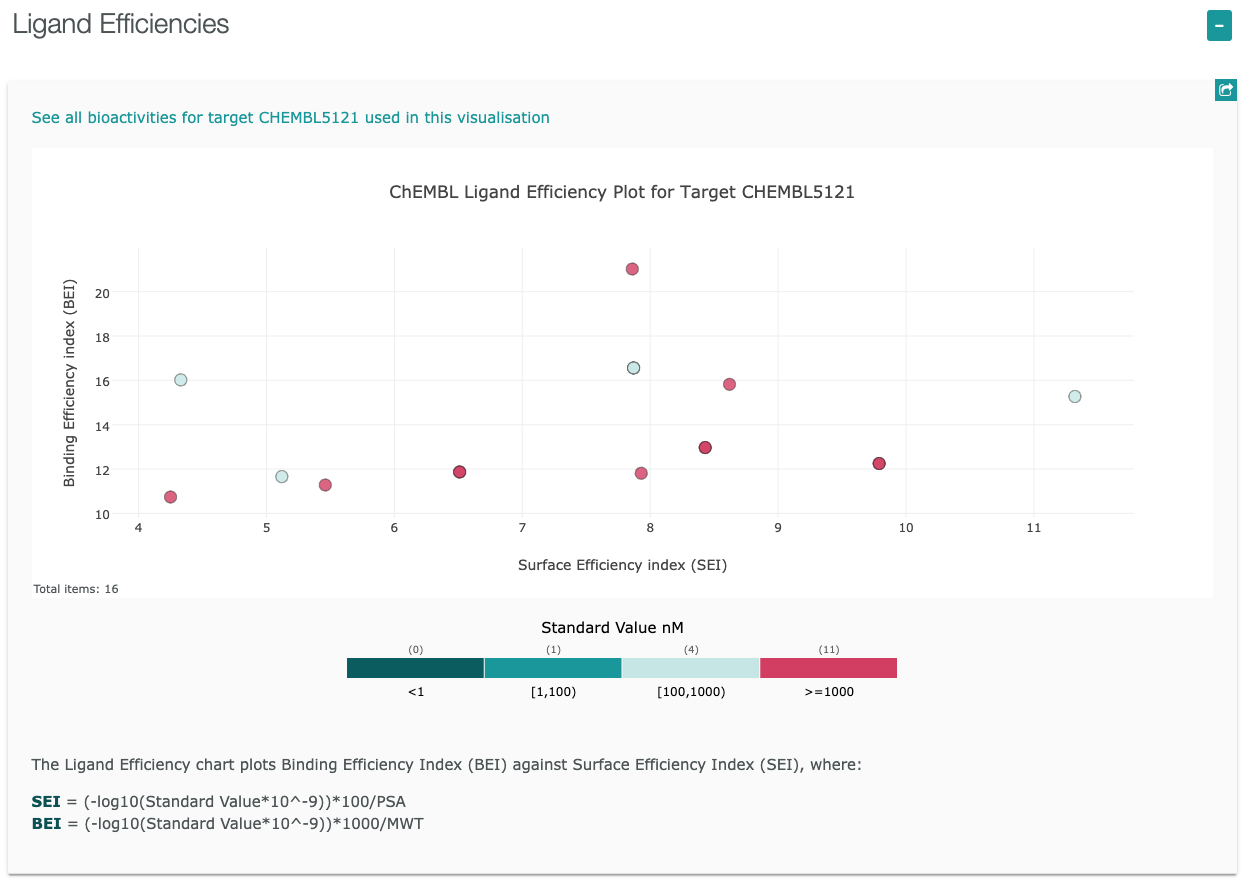 Ligand Efficiencies
-
See all bioactivities for target CHEMBL5121 used in this visualisation
ChEMBL Ligand Efficiency Plot for Target CHEMBL5121
Binding Efficiency index (BEI)
20
18
16
14
12
10
4 5 6 7 8 9 10 11
Surface Efficiency index (SEI)
Total items: 16
Standard Value nM
(0) (1) (4) (11)
<1 [1,100) [100,1000) >=1000
The Ligand Efficiency chart plots Binding Efficiency Index (BEI) against Surface Efficiency Index (SEI), where:
SEI = (-log10(Standard Value*10^-9))*100/PSA
BEI = (-log10(Standard Value*10^-9))*1000/MWT